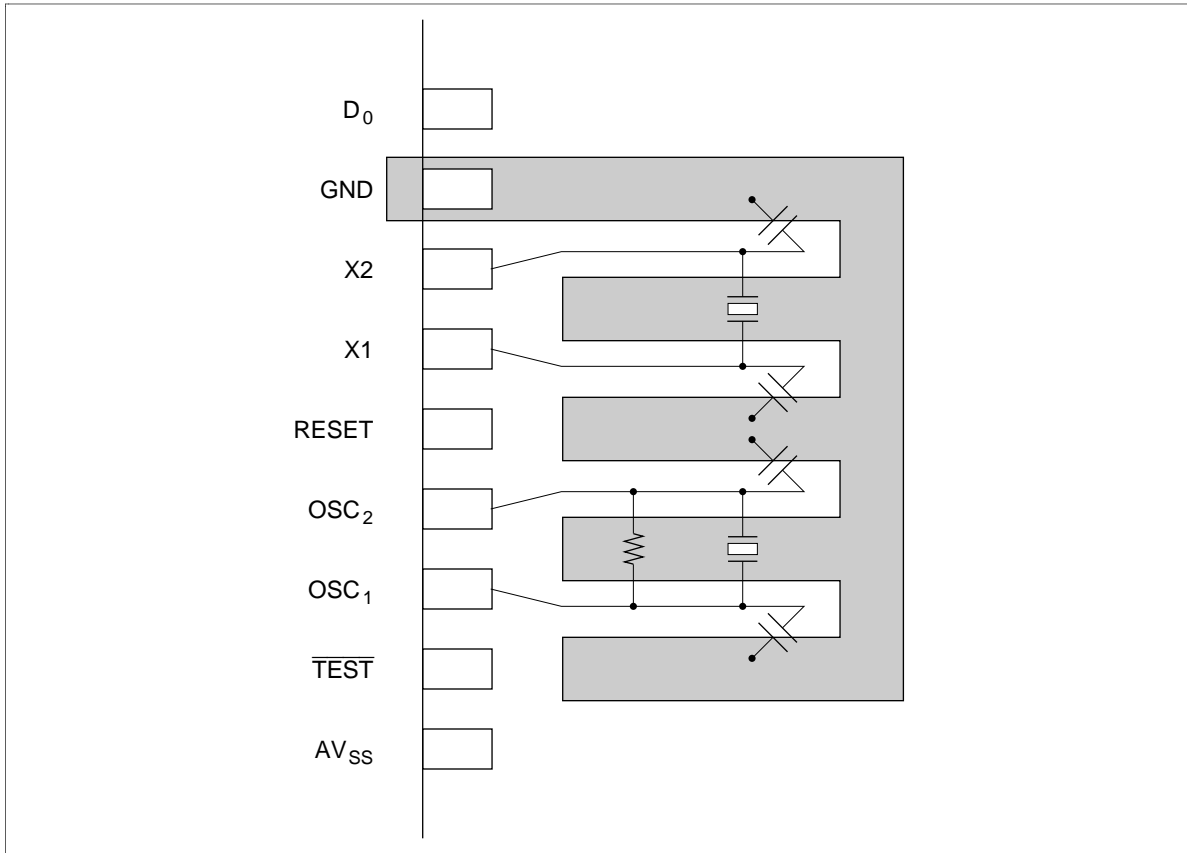 D0
GND
X2
X1
RESET
OSC2
OSC1
TEST
AVSS